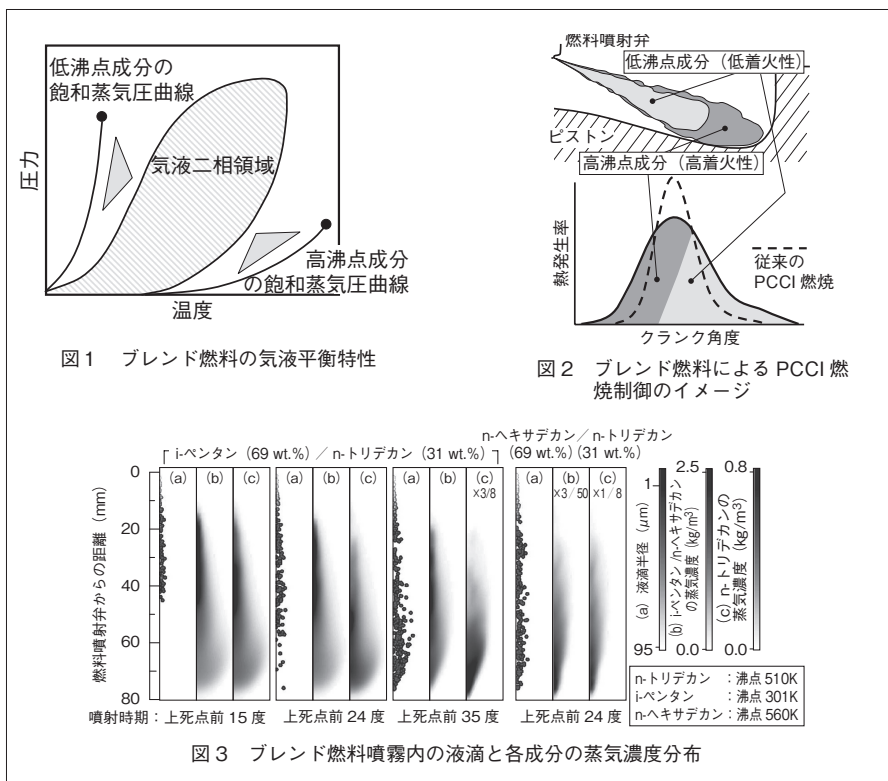 低沸点成分の
飽和蒸気圧曲線
気液二相領域
高沸点成分
の飽和蒸気圧曲線
圧力
温度
図1 ブレンド燃料の気液平衡特性
燃料噴射弁
低沸点成分（低着火性）
ピストン
高沸点成分（高着火性）
熱発生率
従来の
PCCI 燃焼
クランク角度
図2 ブレンド燃料による PCCI 燃
焼制御のイメージ
i-ペンタン（69 wt.%）／ n-トリデカン（31 wt.%）
n-ヘキサデカン／ n-トリデカン
(69 wt.%) (31 wt.%)
(a) (b) (c) (a) (b) (c) (a) (b) (c) (a) (b) (c)
×3/8 ×3／50 ×1／8
燃料噴射弁からの距離（mm）
0
20
40
60
80
噴射時期：上死点前 15 度 上死点前 24 度 上死点前 35 度 上死点前 24 度
1
95
(a) 液滴半径（μm）
2.5
0.0
(b) i-ペンタン /n-ヘキサデカン
の蒸気濃度（kg/m³）
0.8
0.0
(c) n-トリデカンの
蒸気濃度（kg/m³）
n-トリデカン ：沸点 510K
i-ペンタン ：沸点 301K
n-ヘキサデカン：沸点 560K
図3 ブレンド燃料噴霧内の液滴と各成分の蒸気濃度分布